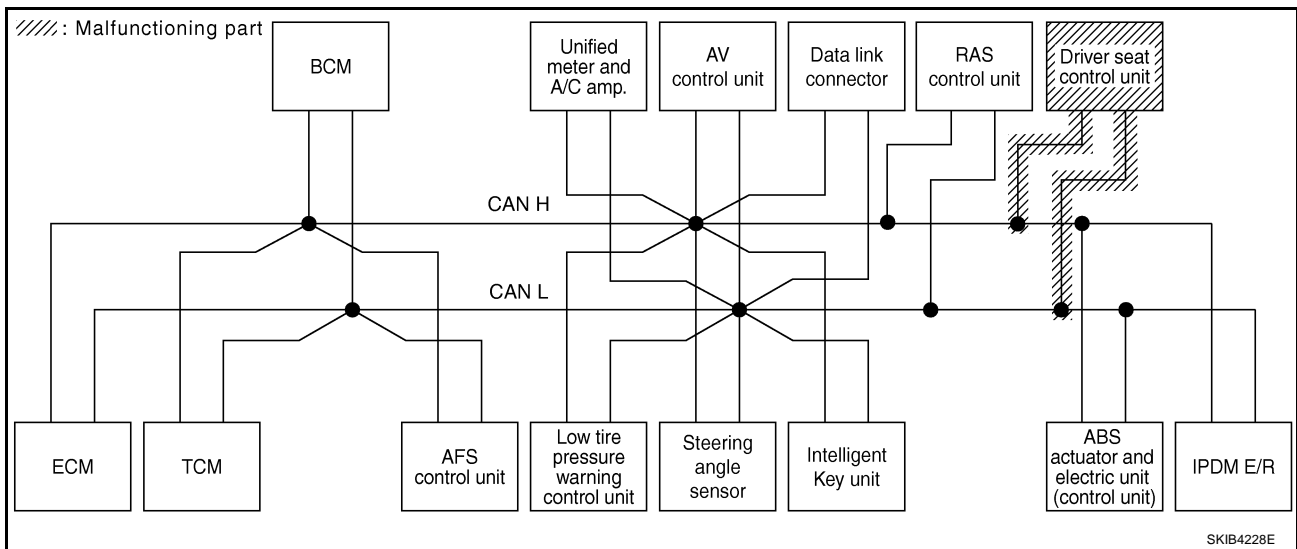 : Malfunctioning part
BCM
Unified
meter and
A/C amp.
AV
control unit
Data link
connector
RAS
control unit
Driver seat
control unit
CAN H
CAN L
ECM
TCM
AFS
control unit
Low tire
pressure
warning
control unit
Steering
angle
sensor
Intelligent
Key unit
ABS
actuator and
electric unit
(control unit)
IPDM E/R
SKIB4228E